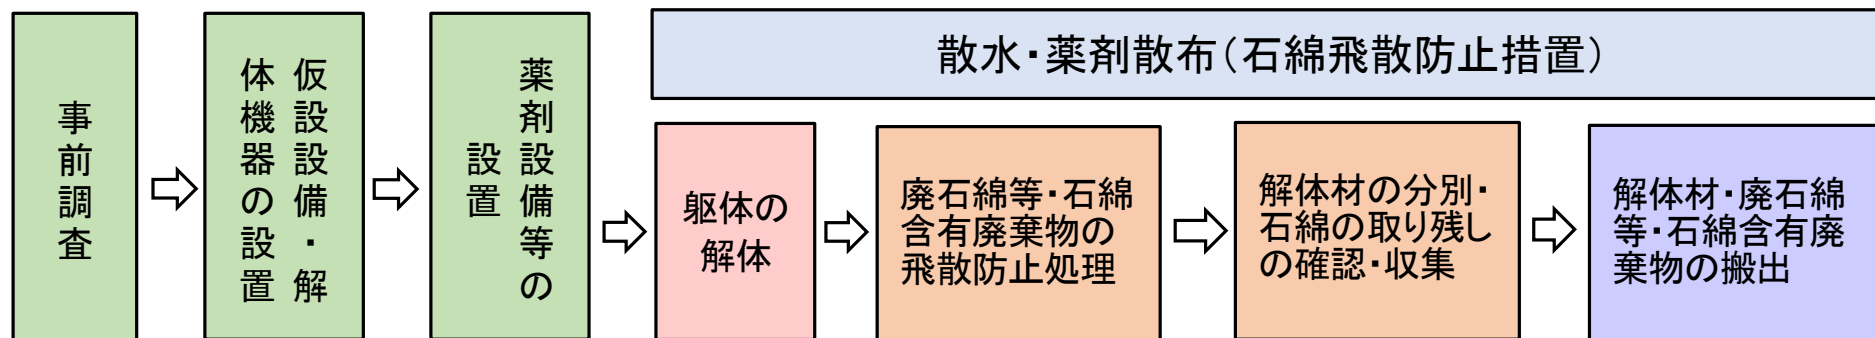 事前調査
仮設設備・解
体機器の設置
薬剤設備等の
設置
散水・薬剤散布(石綿飛散防止措置)
躯体の
解体
廃石綿等・石綿
含有廃棄物の
飛散防止処理
解体材の分別・
石綿の取り残し
の確認・収集
解体材・廃石綿
等・石綿含有廃
棄物の搬出